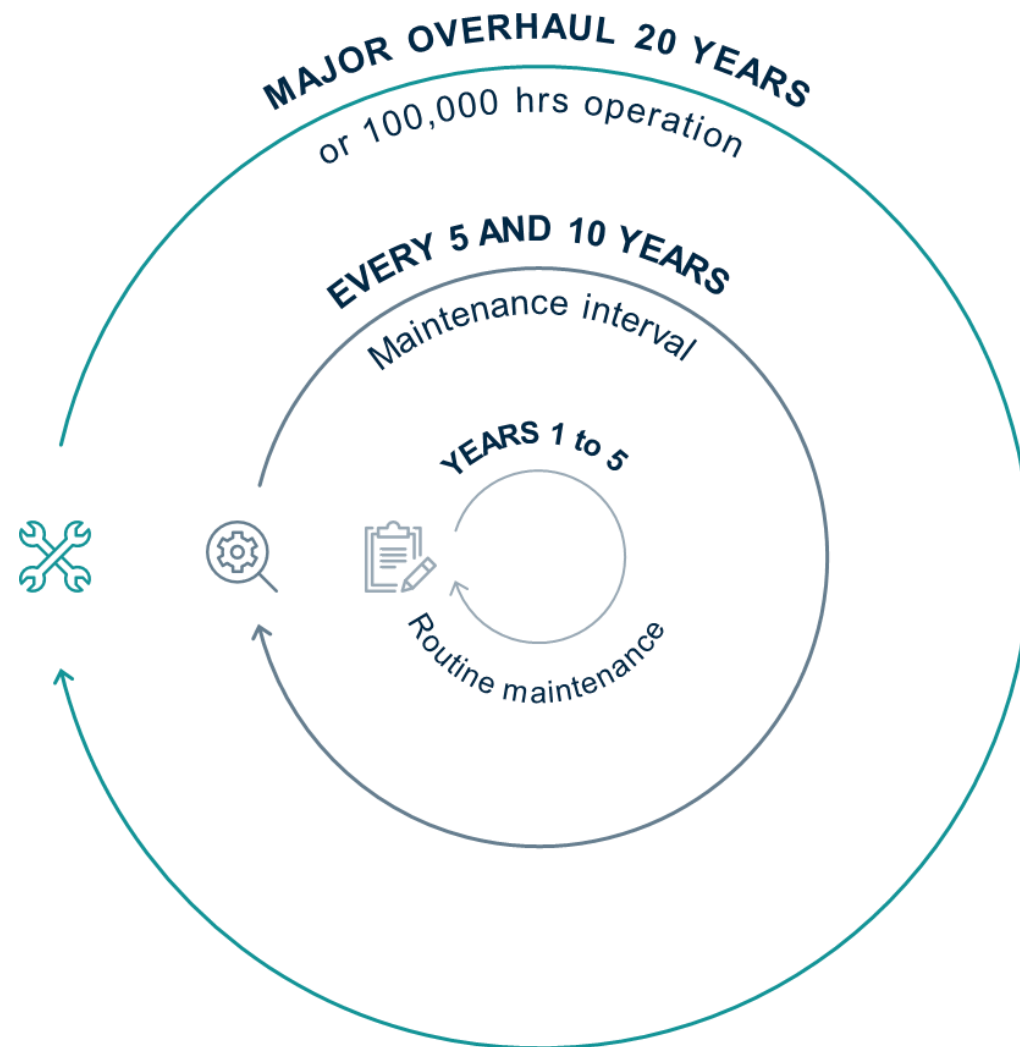 MAJOR OVERHAUL 20 YEARS
or 100,000 hrs operation
EVERY 5 AND 10 YEARS
Maintenance interval
YEARS 1 to 5
Routine maintenance